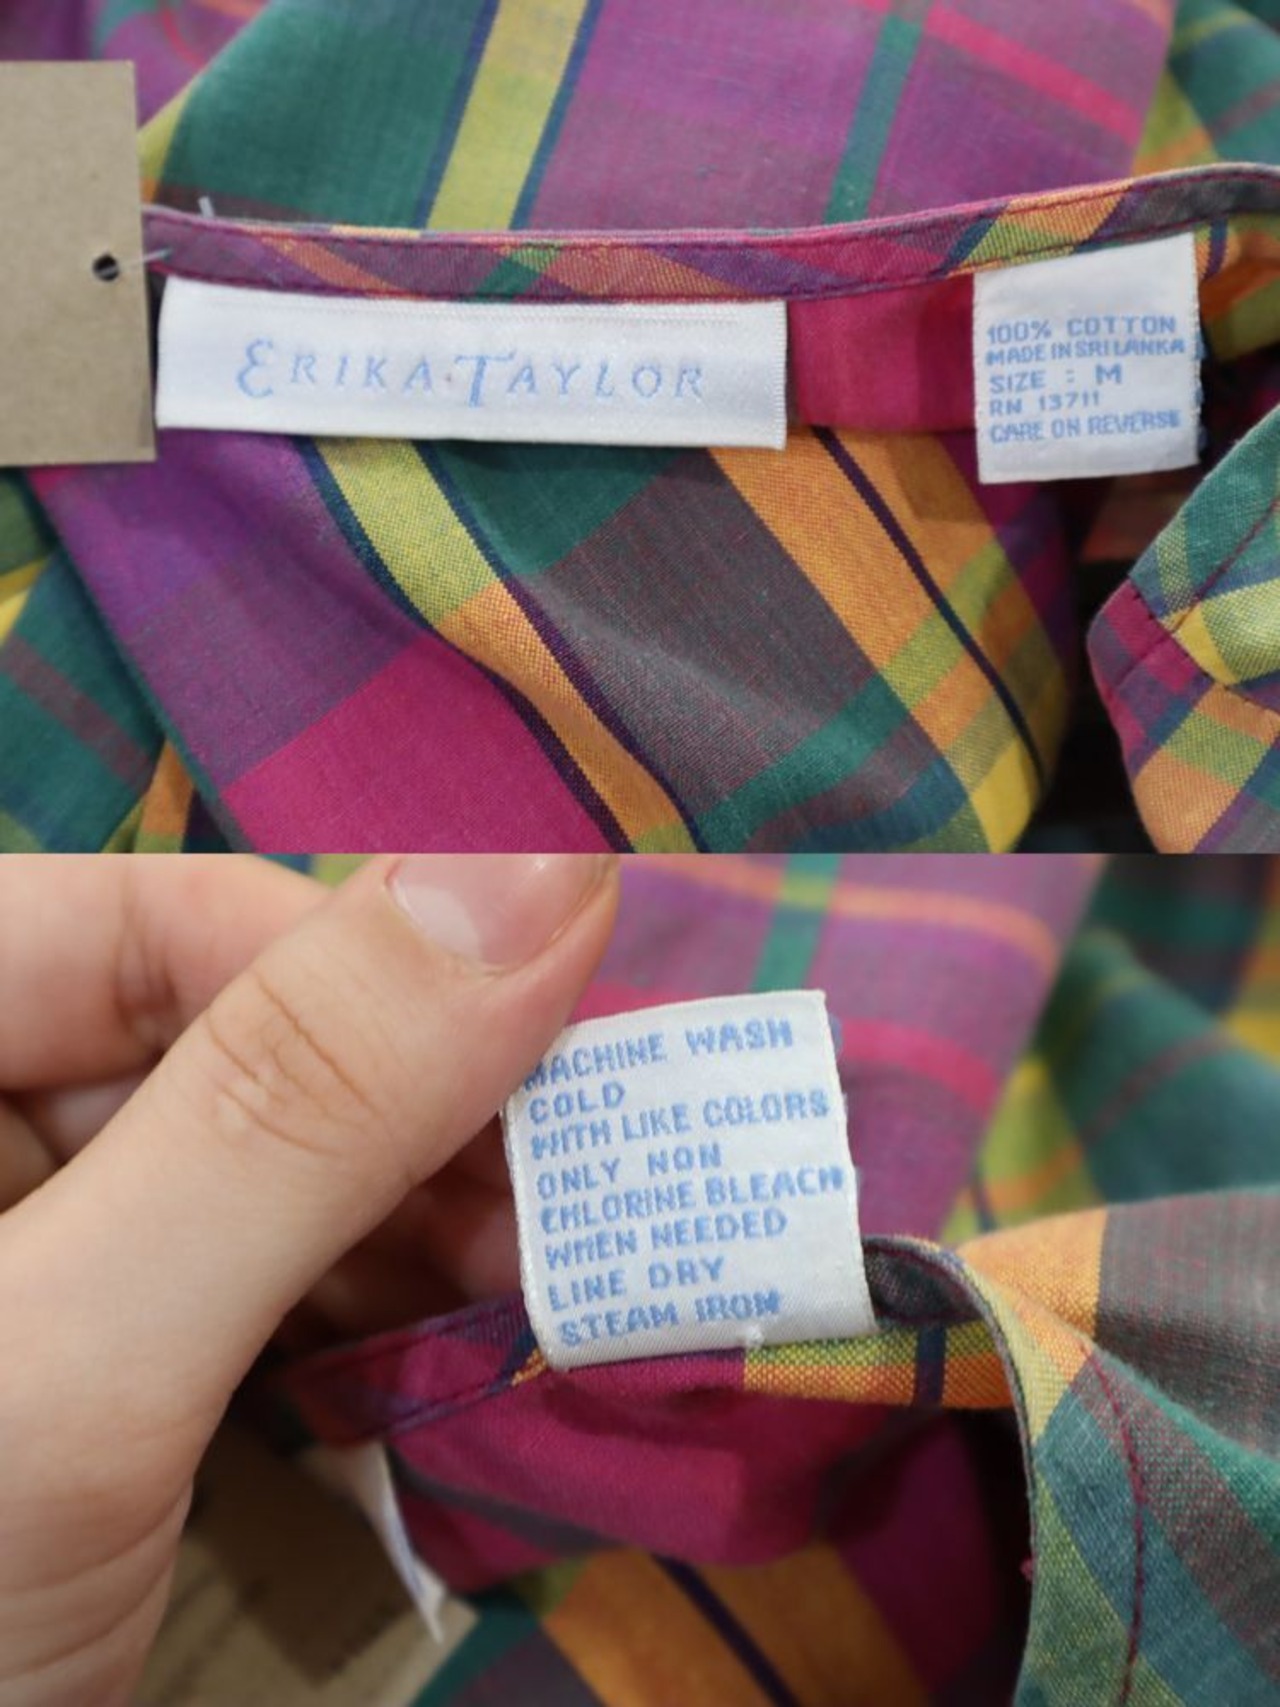 ERIKA TAYLOR
100% COTTON
MADE IN SRI LANKA
SIZE : M
RN 13711
CARE ON REVERSE
MACHINE WASH
COLD
WITH LIKE COLORS
ONLY NON
CHLORINE BLEACH
WHEN NEEDED
LINE DRY
STEAM IRON